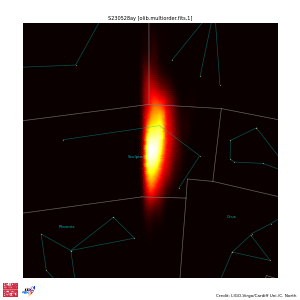 S230528ay [olib.multiorder.fits,1]
Sculptor
Grus
Phoenix
Credit: LIGO-Virgo/Cardiff Uni./C. North